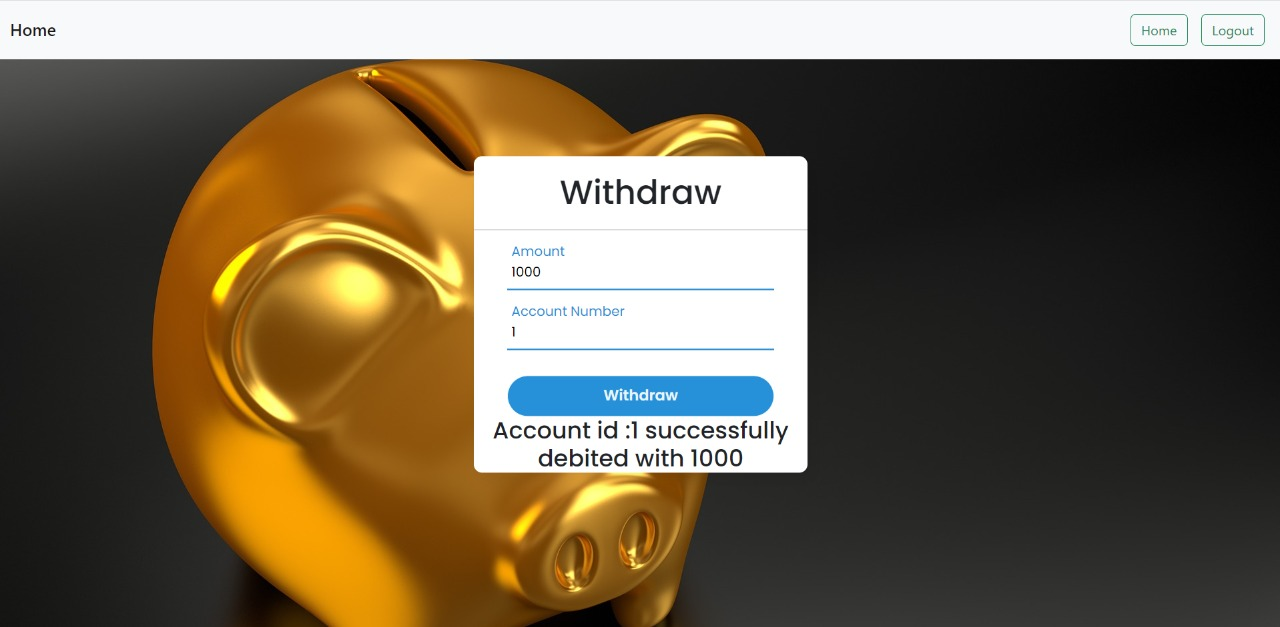 Home
Home
Logout
Withdraw
Amount
1000
Account Number
1
Withdraw
Account id :1 successfully
debited with 1000